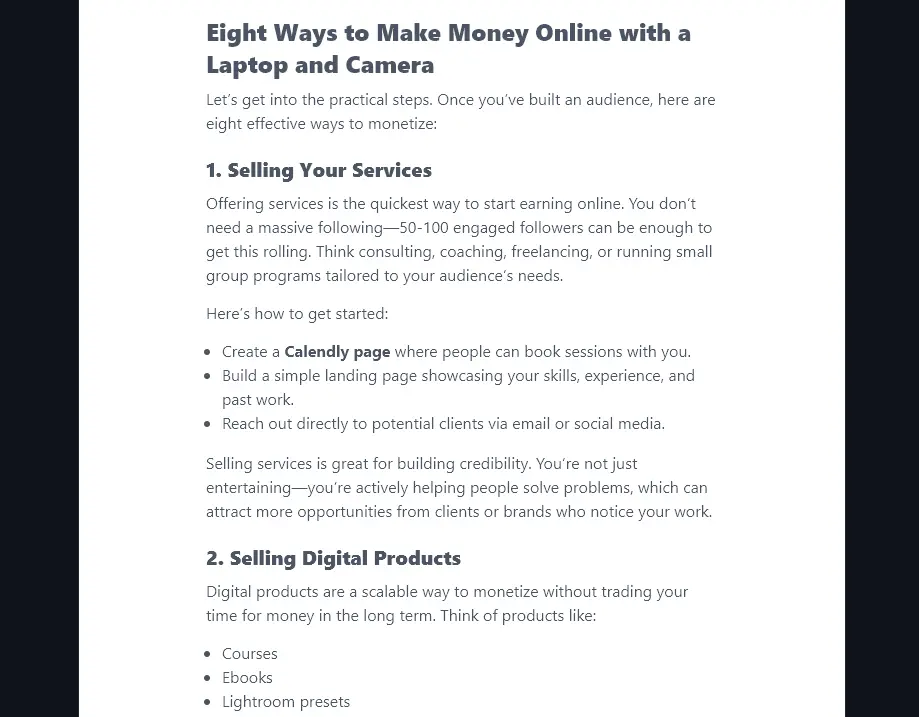 Eight Ways to Make Money Online with a
Laptop and Camera
Let’s get into the practical steps. Once you’ve built an audience, here are
eight effective ways to monetize:
1. Selling Your Services
Offering services is the quickest way to start earning online. You don’t
need a massive following—50-100 engaged followers can be enough to
get this rolling. Think consulting, coaching, freelancing, or running small
group programs tailored to your audience’s needs.
Here’s how to get started:
• Create a Calendly page where people can book sessions with you.
• Build a simple landing page showcasing your skills, experience, and
past work.
• Reach out directly to potential clients via email or social media.
Selling services is great for building credibility. You’re not just
entertaining—you’re actively helping people solve problems, which can
attract more opportunities from clients or brands who notice your work.
2. Selling Digital Products
Digital products are a scalable way to monetize without trading your
time for money in the long term. Think of products like:
• Courses
• Ebooks
• Lightroom presets